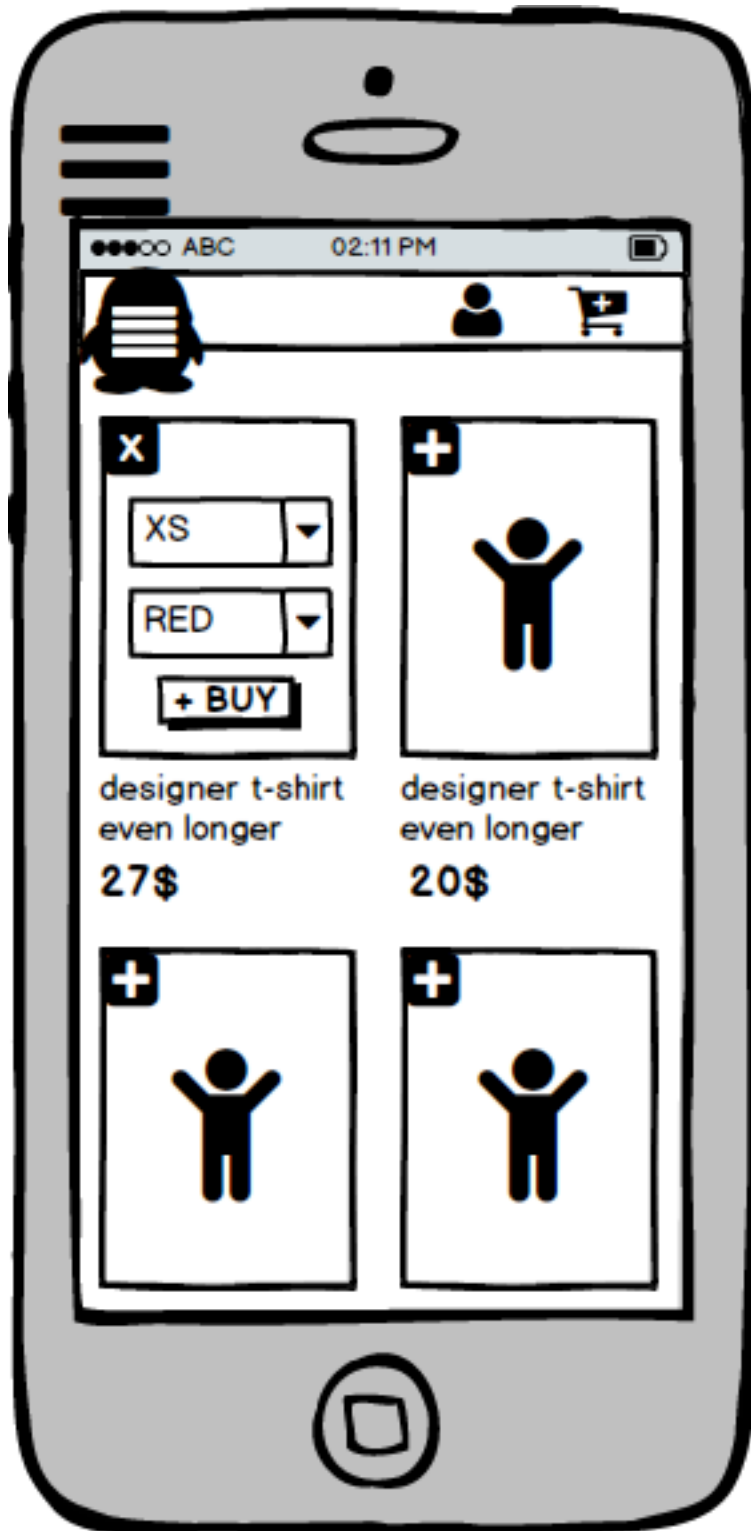 ABC 02:11 PM
x
XS
RED
+ BUY
designer t-shirt
even longer
27$
designer t-shirt
even longer
20$